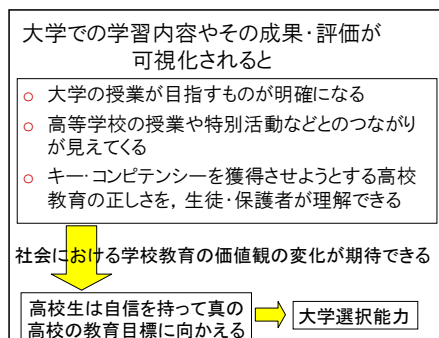 大学での学習内容やその成果・評価が
可視化されると
○ 大学の授業が目指すものが明確になる
○ 高等学校の授業や特別活動などとのつながり
が見えてくる
○ キー・コンピテンシーを獲得させようとする高校
教育の正しさを，生徒・保護者が理解できる
社会における学校教育の価値観の変化が期待できる
高校生は自信を持って真の
高校の教育目標に向かえる
大学選択能力